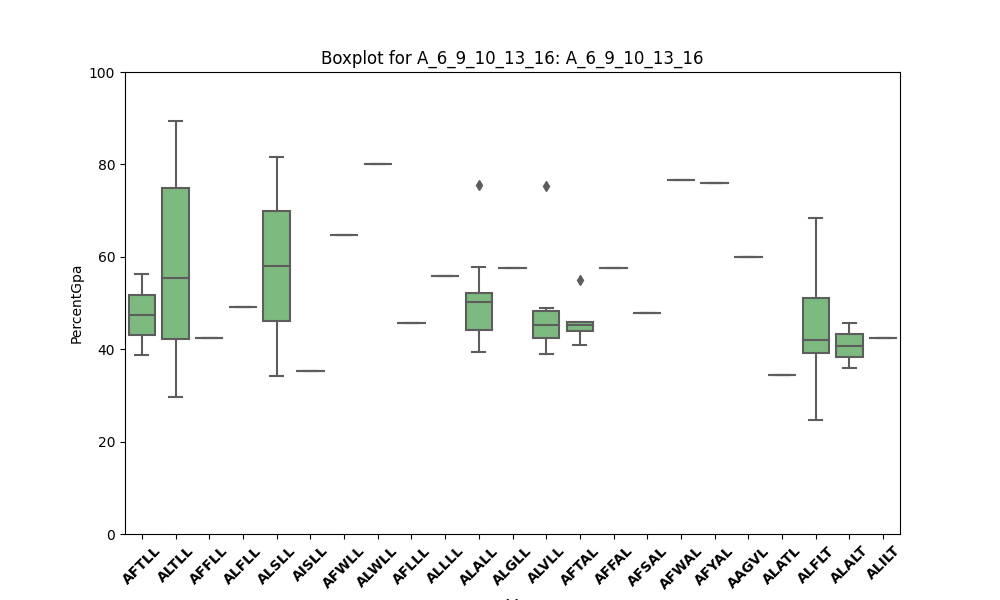 Boxplot for A_6_9_10_13_16: A_6_9_10_13_16
PercentGpa
100
80
60
40
20
0
AFTLL
ALTLL
AFFLL
ALFLL
ALSLL
AISLL
AFWLL
ALWLL
AFLLL
ALLLL
ALALL
ALGLL
ALVLL
AFTAL
AFFAL
AFSAL
AFWAL
AFYAL
AAGVL
ALATL
ALFLT
ALALT
ALILT